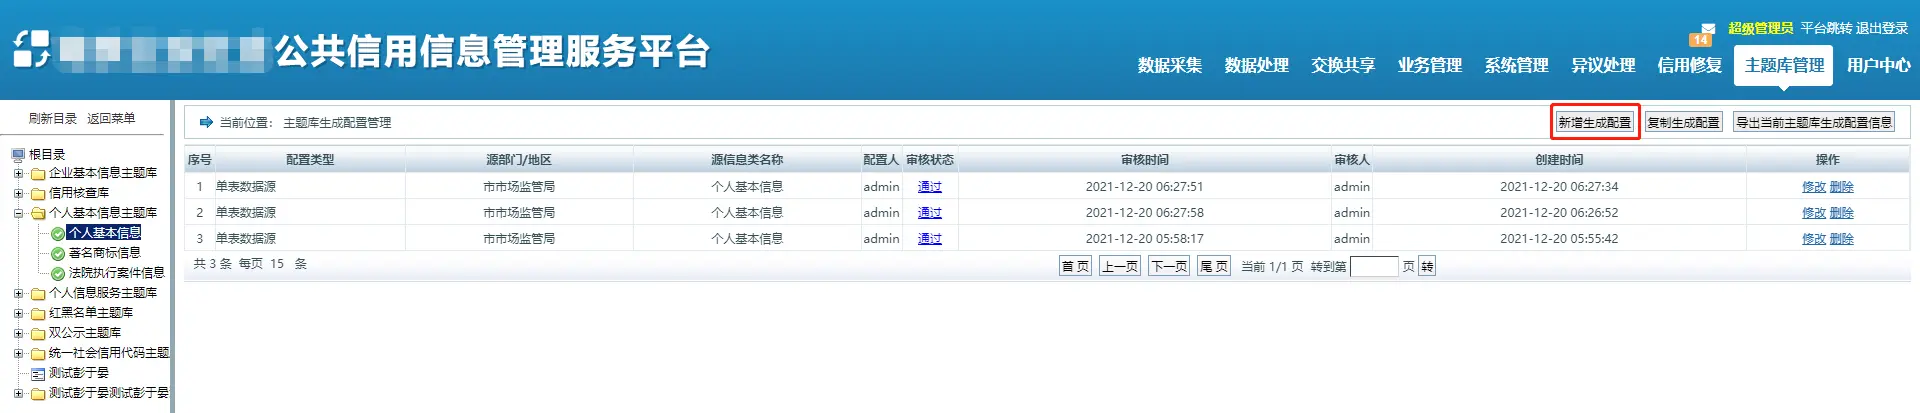 公共信用信息管理服务平台
14 超级管理员 平台跳转 退出登录
数据采集 数据处理 交换共享 业务管理 系统管理 异议处理 信用修复 主题库管理 用户中心
刷新目录 返回菜单
根目录
企业基本信息主题库
信用核查库
个人基本信息主题库
个人基本信息
著名商标信息
法院执行案件信息
个人信息服务主题库
红黑名单主题库
双公示主题库
统一社会信用代码主题
测试彭于晏
测试彭于晏测试彭于晏
当前位置: 主题库生成配置管理 新增生成配置 复制生成配置 导出当前主题库生成配置信息
序号 配置类型 源部门/地区 源信息类名称 配置人 审核状态 审核时间 审核人 创建时间 操作
1 单表数据源 市市场监管局 个人基本信息 admin 通过 2021-12-20 06:27:51 admin 2021-12-20 06:27:34 修改 删除
2 单表数据源 市市场监管局 个人基本信息 admin 通过 2021-12-20 06:27:58 admin 2021-12-20 06:26:52 修改 删除
3 单表数据源 市市场监管局 个人基本信息 admin 通过 2021-12-20 05:58:17 admin 2021-12-20 05:55:42 修改 删除
共 3 条 每页 15 条 首 页 上一页 下一页 尾 页 当前 1/1 页 转到第 页 转